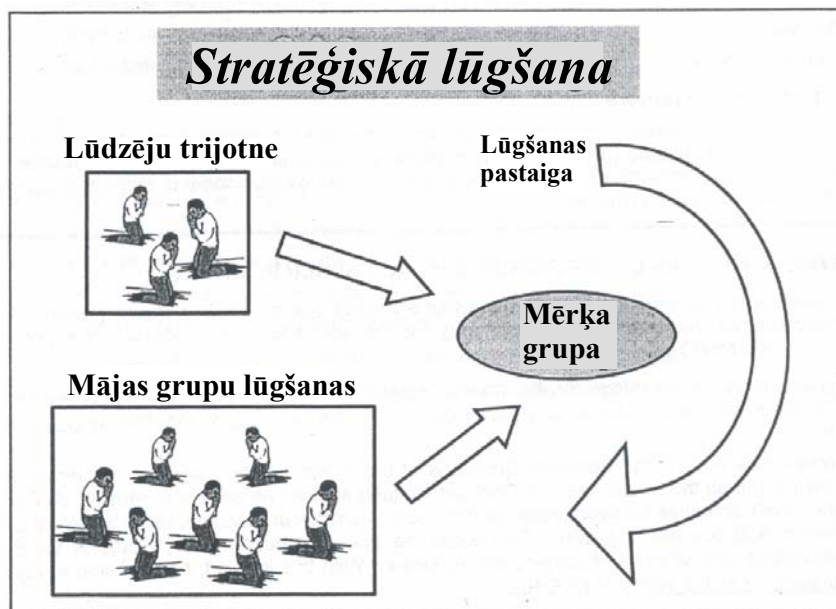 Stratēģiskā lūgšana
Lūdzēju trijotne
Lūgšanas
pastaiga
Mērķa
grupa
Mājas grupu lūgšanas